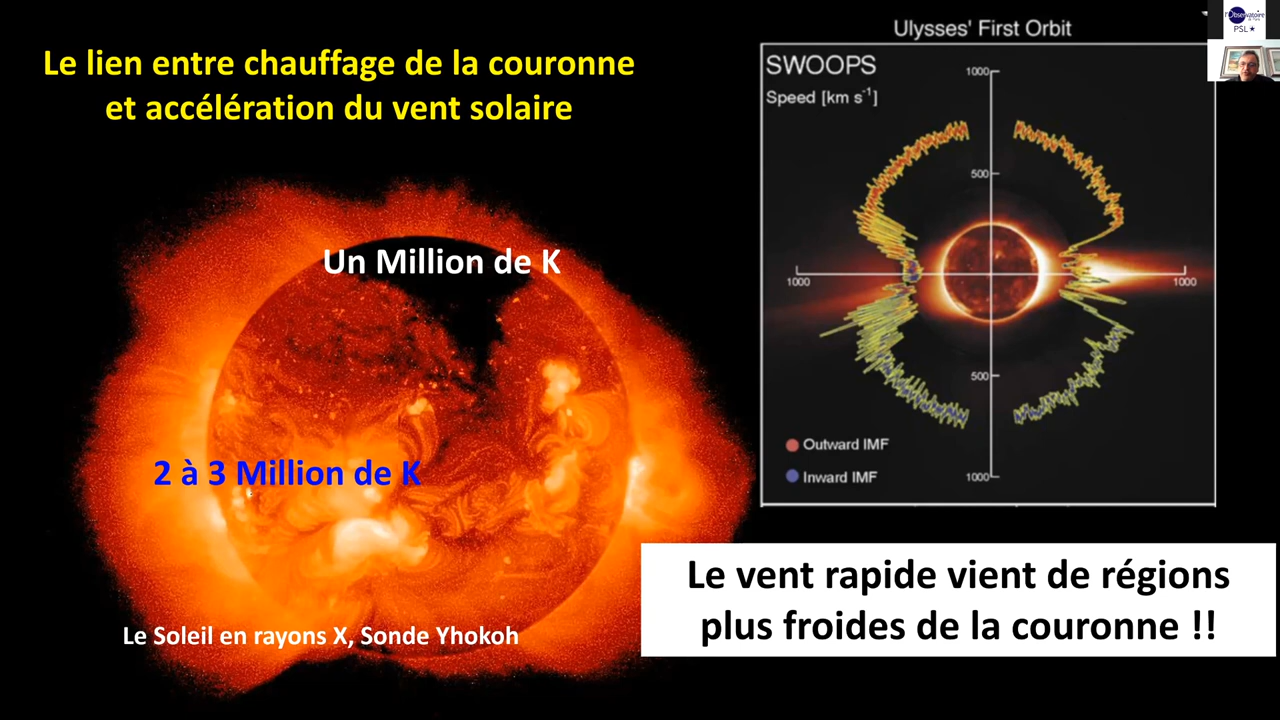 Le lien entre chauffage de la couronne
et accélération du vent solaire
Un Million de K
2 à 3 Million de K
Le Soleil en rayons X, Sonde Yhokoh
Ulysses' First Orbit
SWOOPS
Speed [km s⁻¹]
1000
500
1000
1000
500
1000
Outward IMF
Inward IMF
Le vent rapide vient de régions
plus froides de la couronne !!
l'Observatoire
PSL★